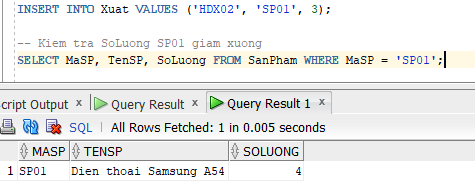 INSERT INTO Xuat VALUES ('HDX02', 'SP01', 3);
-- Kiem tra SoLuong SP01 giam xuong
SELECT MaSP, TenSP, SoLuong FROM SanPham WHERE MaSP = 'SP01';
cript Output × Query Result × Query Result 1 ×
SQL | All Rows Fetched: 1 in 0.005 seconds
MASP TENSP SOLUONG
1 SP01 Dien thoai Samsung A54 4